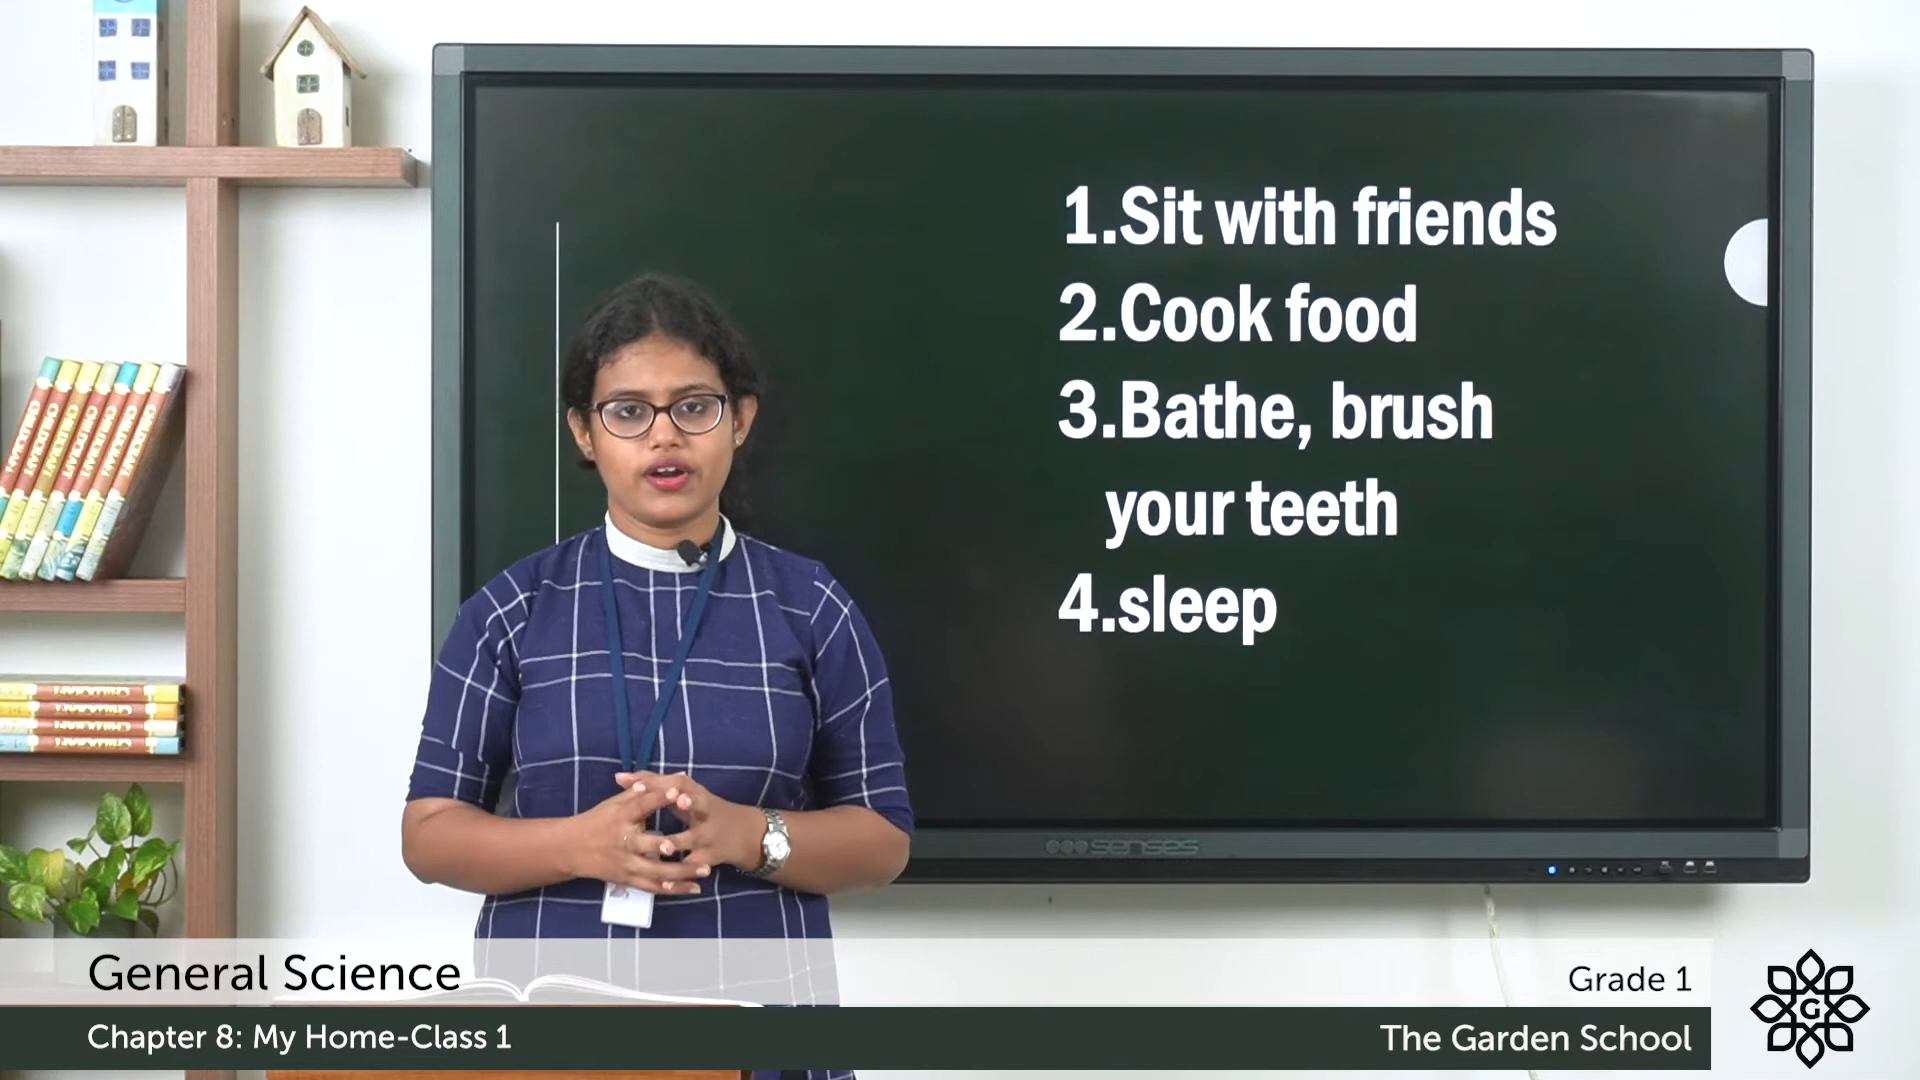 1.Sit with friends
2.Cook food
3.Bathe, brush
your teeth
4.sleep
senses
General Science
Grade 1
Chapter 8: My Home-Class 1
The Garden School
G